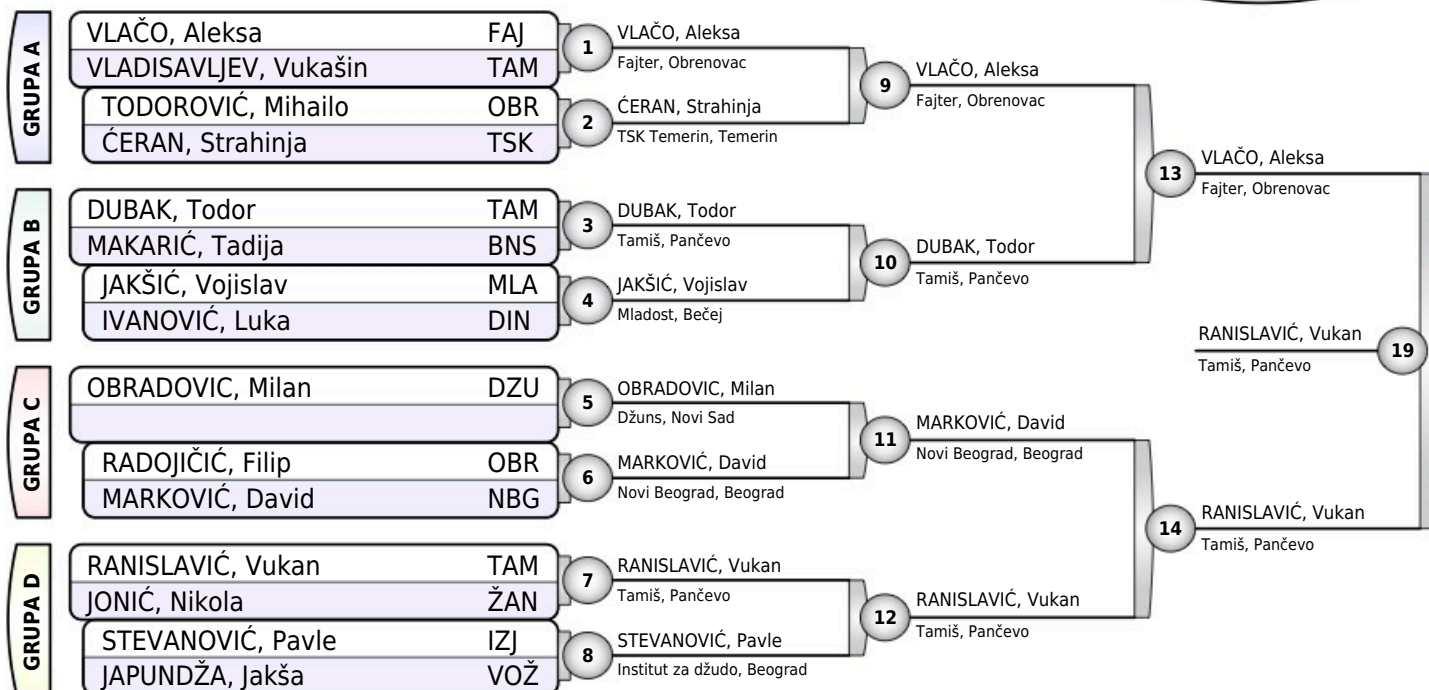 GRUPA A
VLAČO, Aleksa FAJ
VLADISAVLJEV, Vukašin TAM
TODOROVIĆ, Mihailo OBR
ĆERAN, Strahinja TSK
GRUPA B
DUBAK, Todor TAM
MAKARIĆ, Tadija BNS
JAKŠIĆ, Vojislav MLA
IVANOVIĆ, Luka DIN
GRUPA C
OBRADOVIC, Milan DZU
RADOJIČIĆ, Filip OBR
MARKOVIĆ, David NBG
GRUPA D
RANISLAVIĆ, Vukan TAM
JONIĆ, Nikola ŽAN
STEVANOVIĆ, Pavle IZJ
JAPUNDŽA, Jakša VOŽ
1
VLAČO, Aleksa
Fajter, Obrenovac
2
ĆERAN, Strahinja
TSK Temerin, Temerin
3
DUBAK, Todor
Tamiš, Pančevo
4
JAKŠIĆ, Vojislav
Mladost, Bečej
5
OBRADOVIC, Milan
Džuns, Novi Sad
6
MARKOVIĆ, David
Novi Beograd, Beograd
7
RANISLAVIĆ, Vukan
Tamiš, Pančevo
8
STEVANOVIĆ, Pavle
Institut za džudo, Beograd
9
VLAČO, Aleksa
Fajter, Obrenovac
10
DUBAK, Todor
Tamiš, Pančevo
11
MARKOVIĆ, David
Novi Beograd, Beograd
12
RANISLAVIĆ, Vukan
Tamiš, Pančevo
13
VLAČO, Aleksa
Fajter, Obrenovac
14
RANISLAVIĆ, Vukan
Tamiš, Pančevo
RANISLAVIĆ, Vukan
Tamiš, Pančevo
19